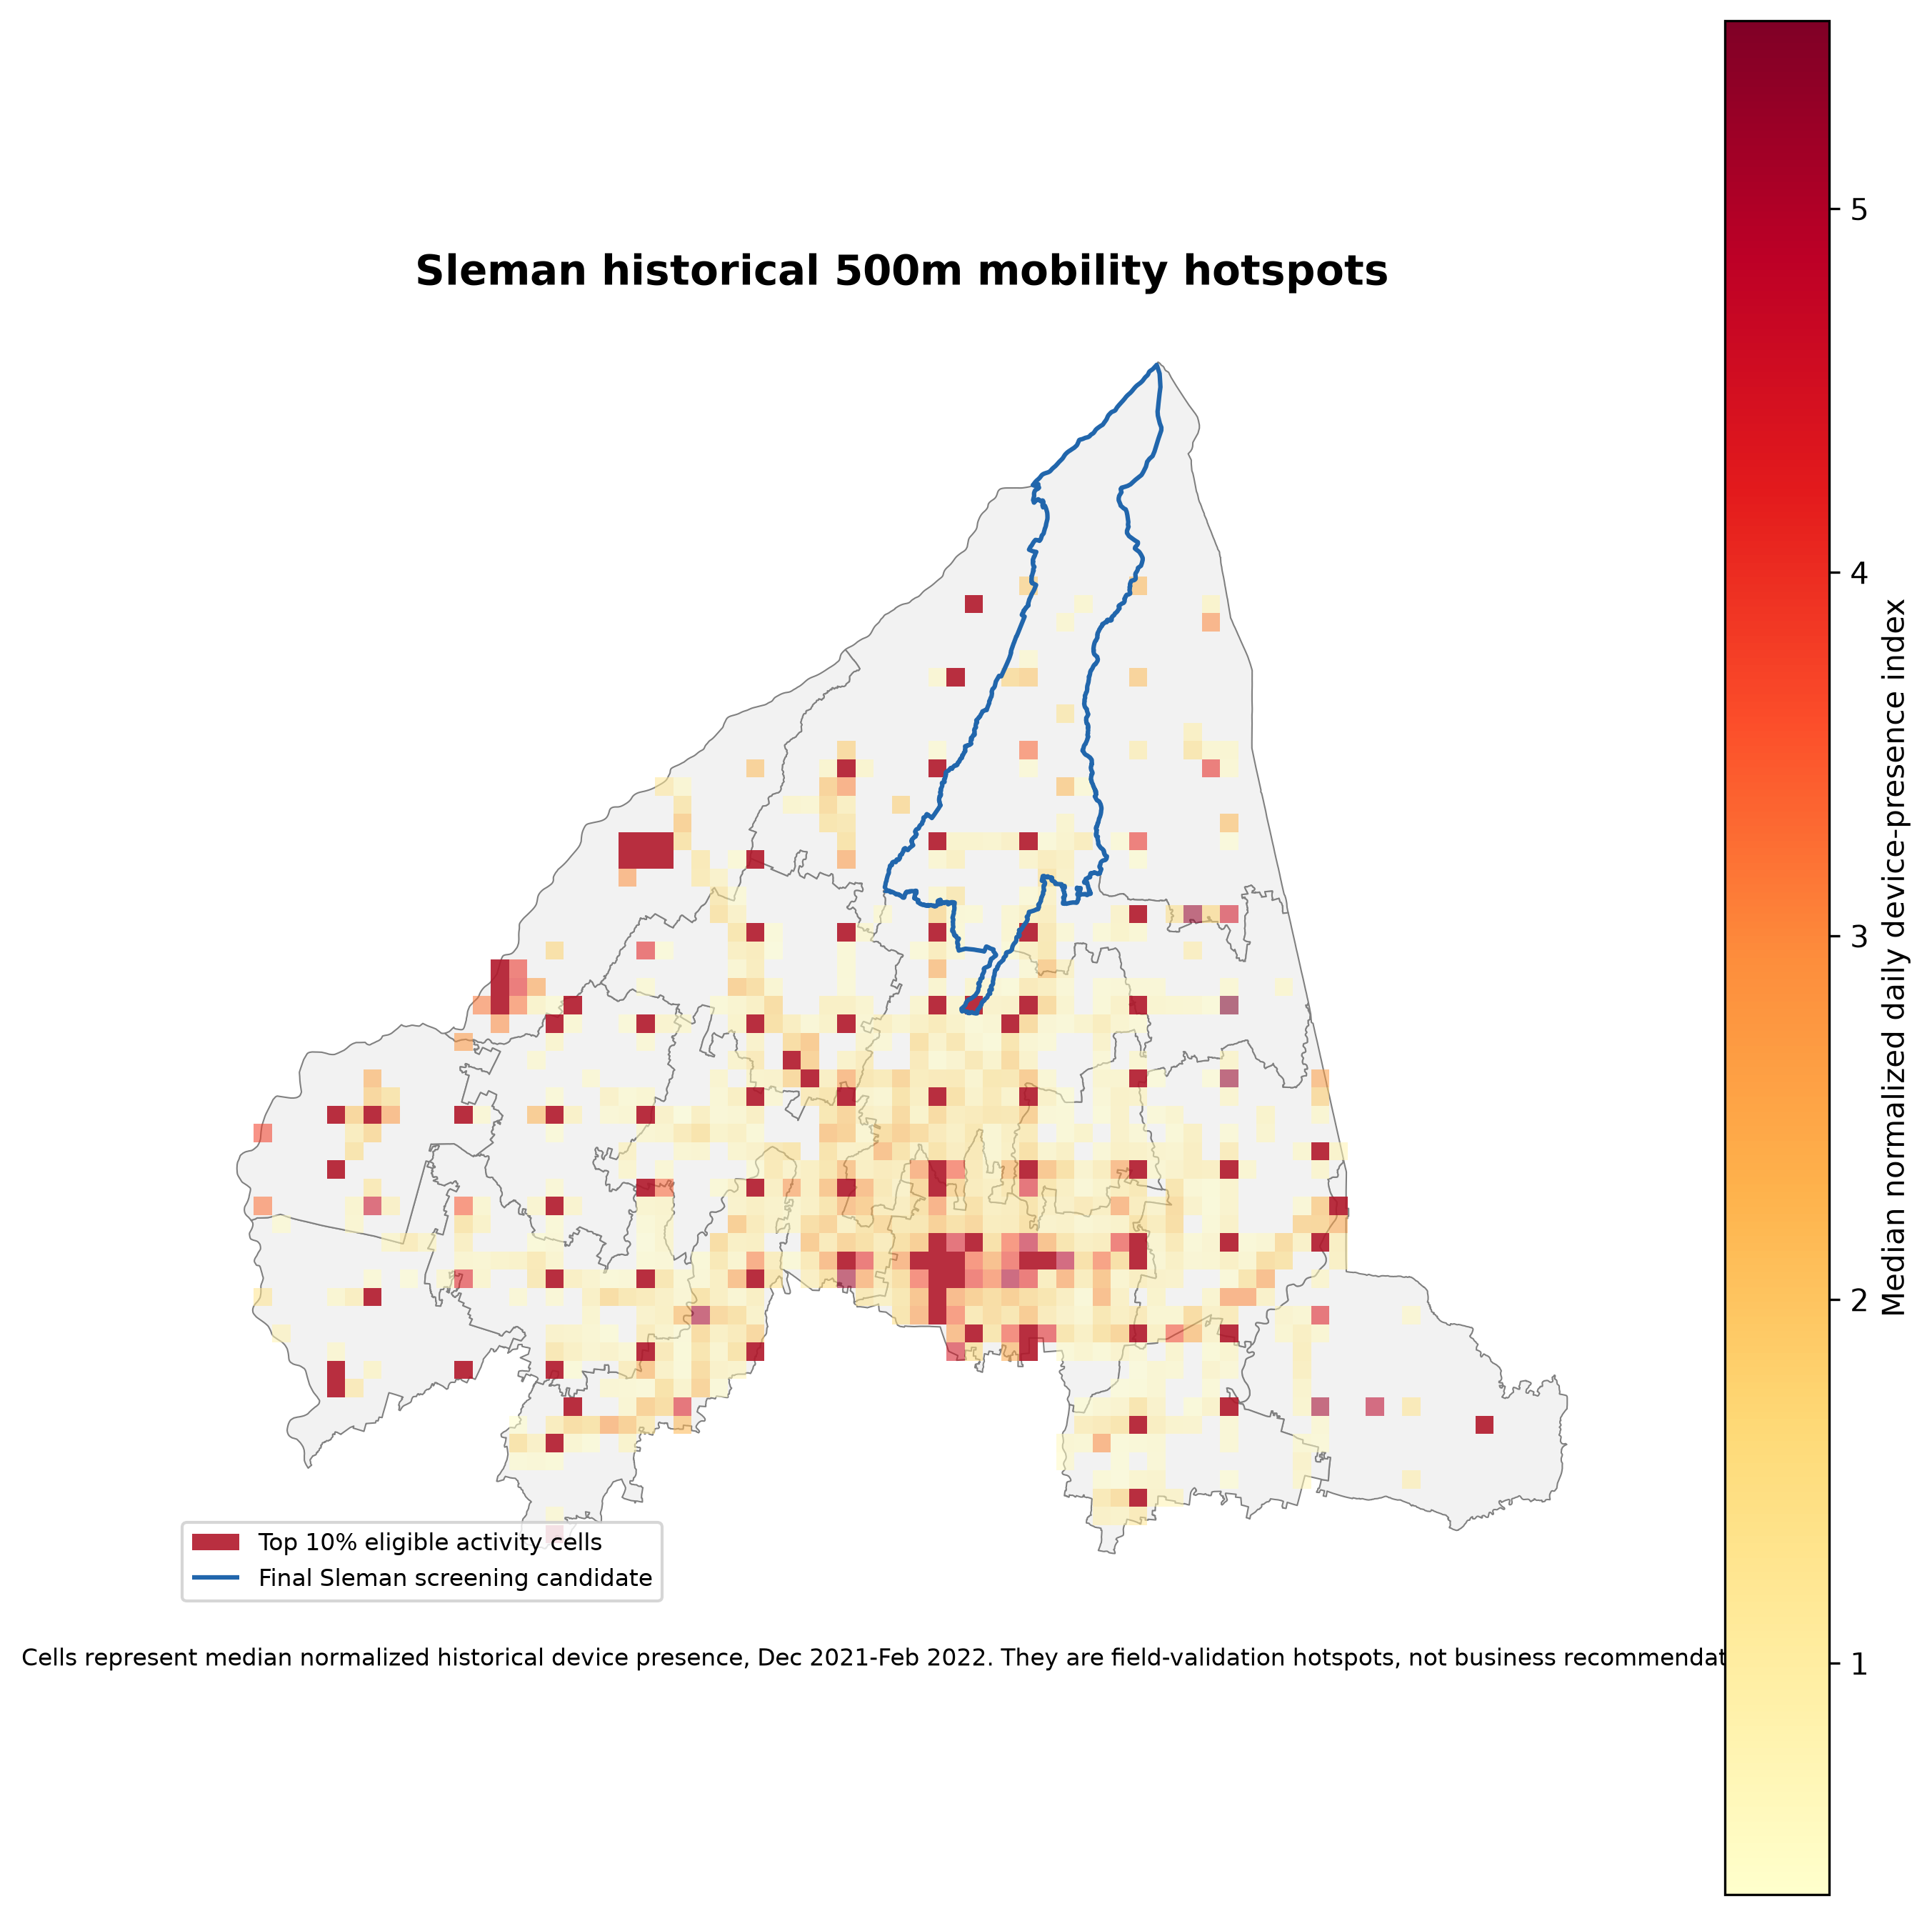 Sleman historical 500m mobility hotspots
5
4
3
2
1
Median normalized daily device-presence index
Top 10% eligible activity cells
Final Sleman screening candidate
Cells represent median normalized historical device presence, Dec 2021-Feb 2022. They are field-validation hotspots, not business recommendat